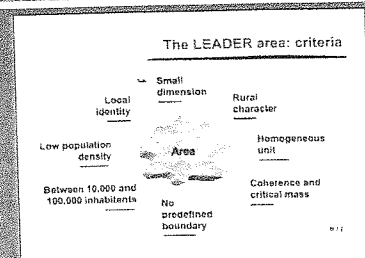 The LEADER area: criteria
Small
dimension
Local
identity
Rural
character
Low population
density
Area
Homogeneous
unit
Between 10.000 and
100.000 inhabitents
No
predefined
boundary
Coherence and
critical mass